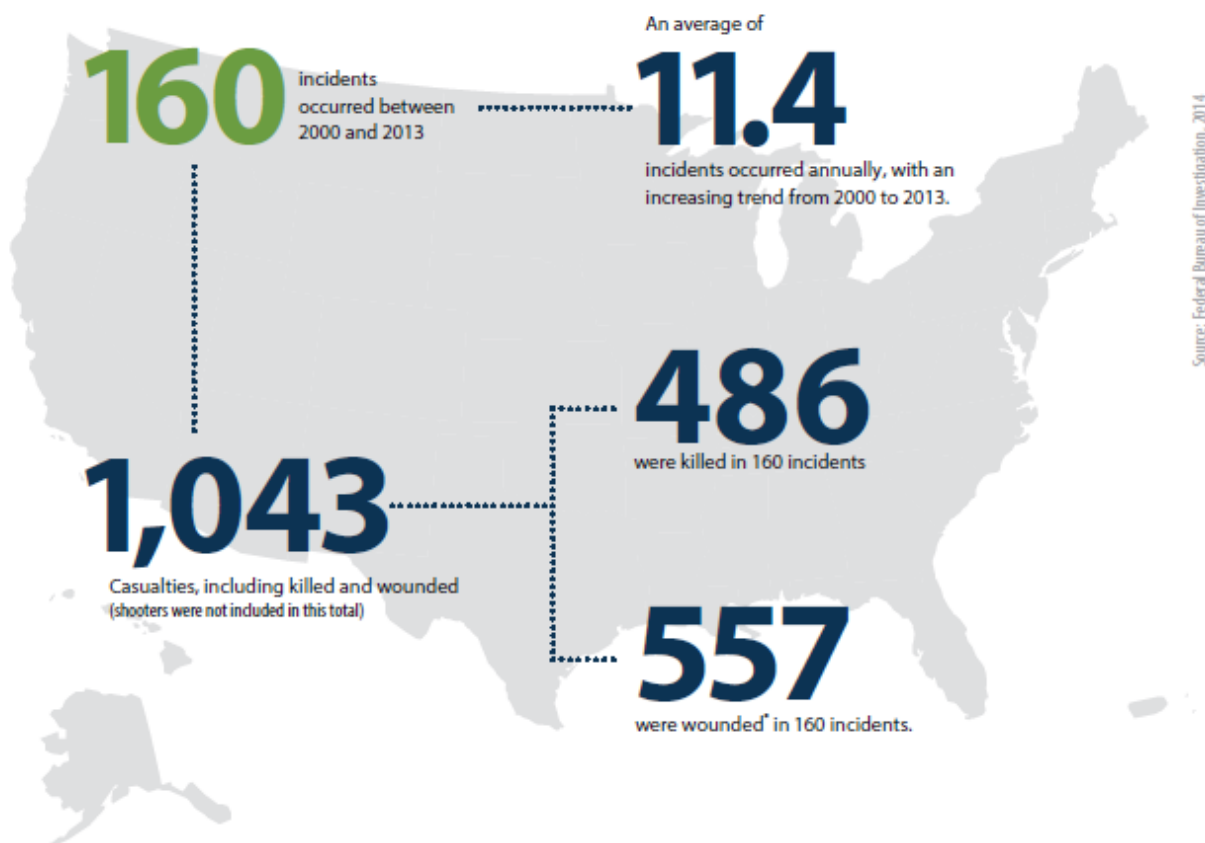 160
incidents
occurred between
2000 and 2013
An average of
11.4
incidents occurred annually, with an
increasing trend from 2000 to 2013.
1,043
Casualties, including killed and wounded
(shooters were not included in this total)
486
were killed in 160 incidents
557
were wounded* in 160 incidents.
Source: Federal Bureau of Investigation, 2014